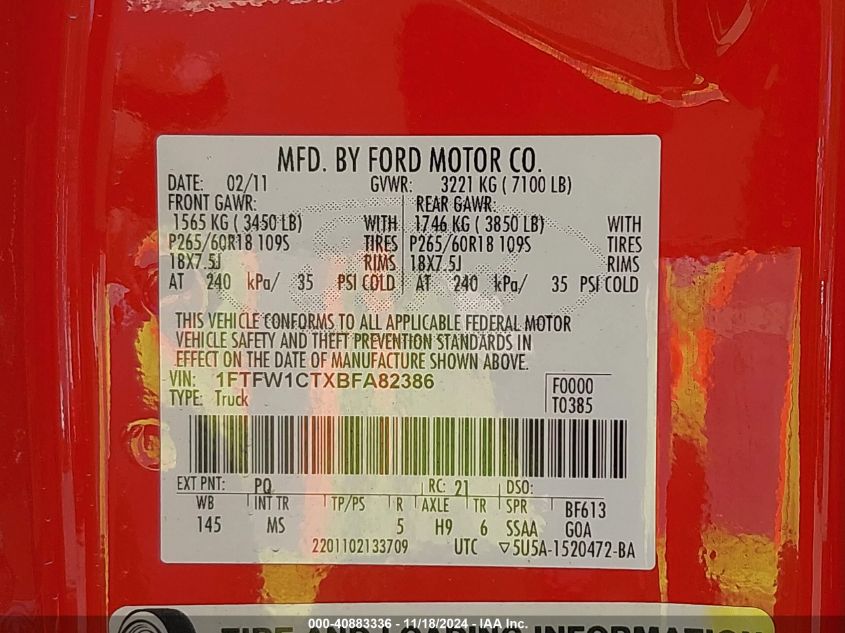 MFD. BY FORD MOTOR CO.
DATE: 02/11 GVWR: 3221 KG ( 7100 LB)
FRONT GAWR: REAR GAWR:
1565 KG ( 3450 LB) WITH 1746 KG ( 3850 LB) WITH
P265/60R18 109S TIRES P265/60R18 109S TIRES
18X7.5J RIMS 18X7.5J RIMS
AT 240 kPa/ 35 PSI COLD AT 240 kPa/ 35 PSI COLD
THIS VEHICLE CONFORMS TO ALL APPLICABLE FEDERAL MOTOR
VEHICLE SAFETY AND THEFT PREVENTION STANDARDS IN
EFFECT ON THE DATE OF MANUFACTURE SHOWN ABOVE.
VIN: 1FTFW1CTXBFA82386 F0000
TYPE: Truck T0385
EXT PNT: PQ RC: 21 DSO:
WB INT TR TP/PS R AXLE TR SPR BF613
145 MS 5 H9 6 SSAA GOA
2201102133709 UTC ▽5U5A-1520472-BA
TIRE AND LOADING INFORMATION
000-40883336 - 11/18/2024 - IAA Inc.